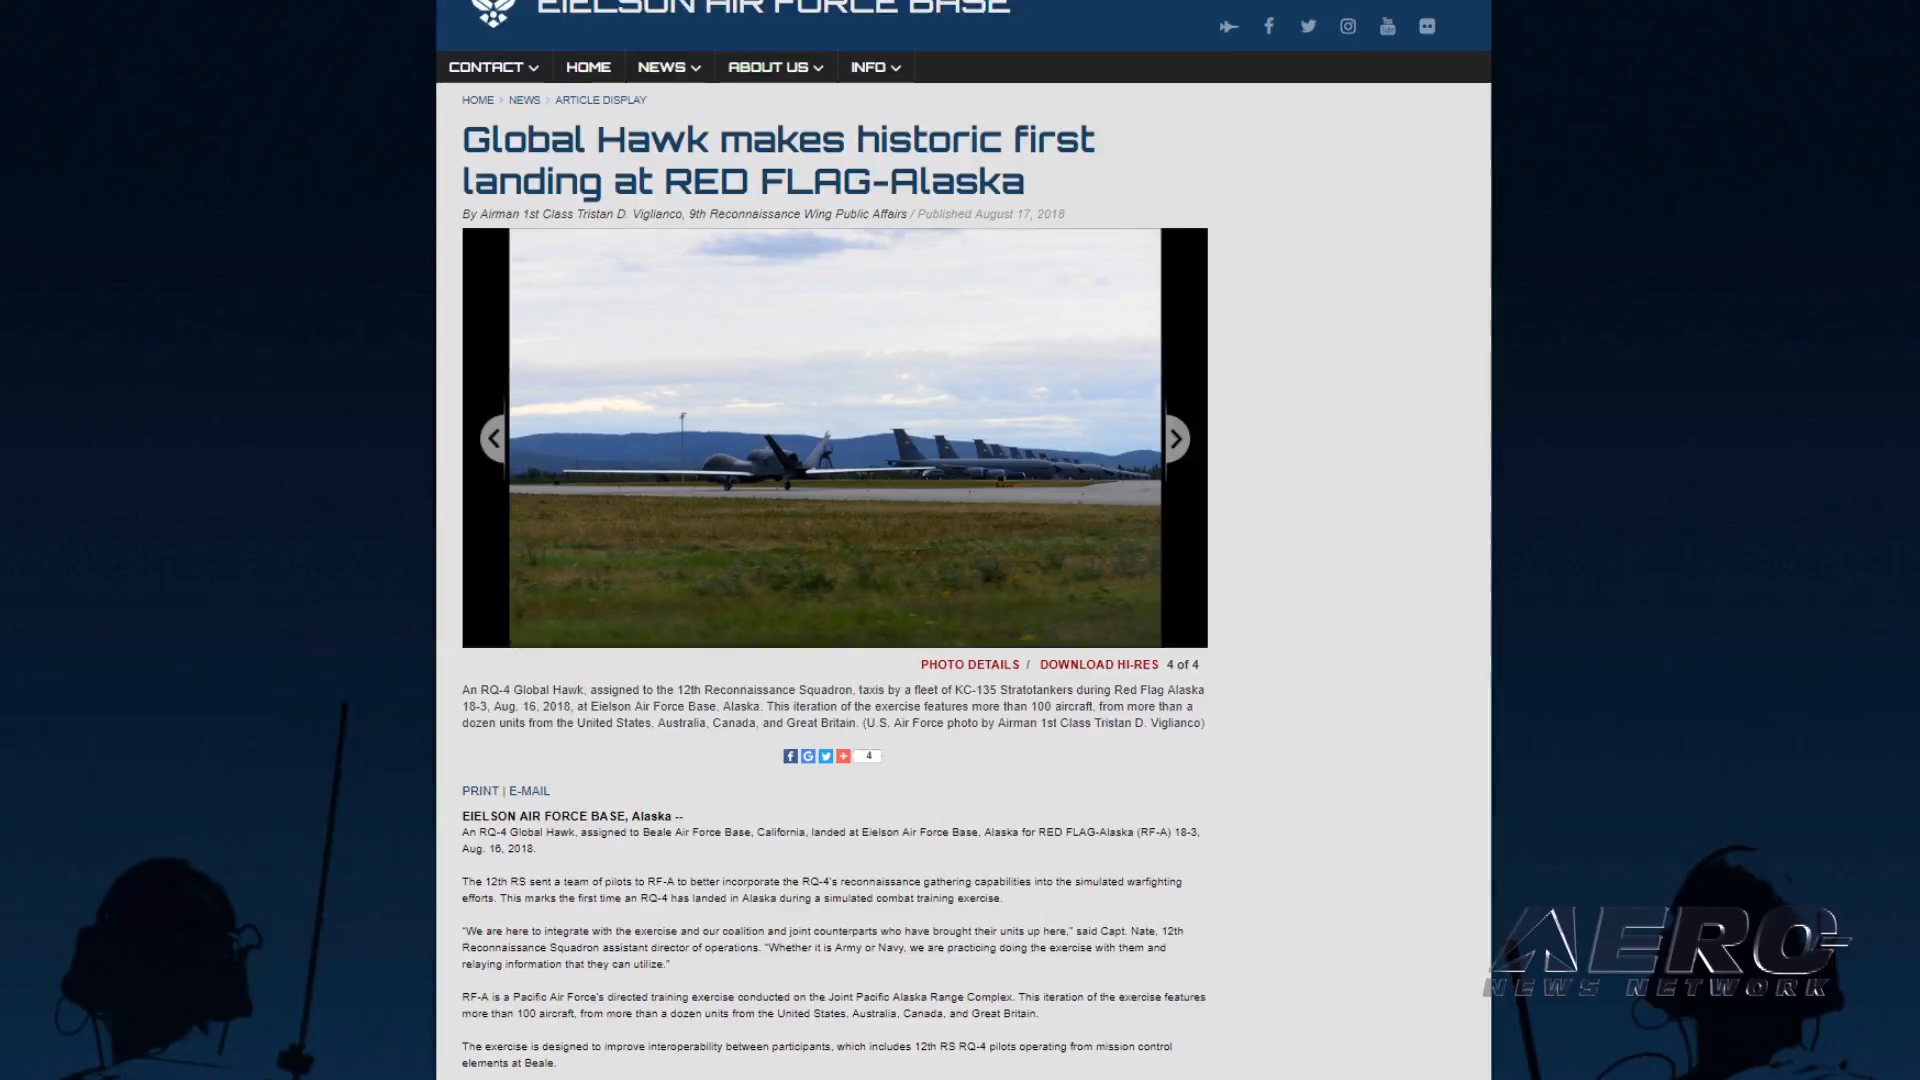 EIELSON AIR FORCE BASE
CONTACT HOME NEWS ABOUT US INFO
HOME > NEWS > ARTICLE DISPLAY
Global Hawk makes historic first
landing at RED FLAG-Alaska
By Airman 1st Class Tristan D. Viglianco, 9th Reconnaissance Wing Public Affairs / Published August 17, 2018
PHOTO DETAILS / DOWNLOAD HI-RES 4 of 4
An RQ-4 Global Hawk, assigned to the 12th Reconnaissance Squadron, taxis by a fleet of KC-135 Stratotankers during Red Flag Alaska
18-3, Aug. 16, 2018, at Eielson Air Force Base, Alaska. This iteration of the exercise features more than 100 aircraft, from more than a
dozen units from the United States, Australia, Canada, and Great Britain. (U.S. Air Force photo by Airman 1st Class Tristan D. Viglianco)
4
PRINT | E-MAIL
EIELSON AIR FORCE BASE, Alaska --
An RQ-4 Global Hawk, assigned to Beale Air Force Base, California, landed at Eielson Air Force Base, Alaska for RED FLAG-Alaska (RF-A) 18-3,
Aug. 16, 2018.
The 12th RS sent a team of pilots to RF-A to better incorporate the RQ-4's reconnaissance gathering capabilities into the simulated warfighting
efforts. This marks the first time an RQ-4 has landed in Alaska during a simulated combat training exercise.
"We are here to integrate with the exercise and our coalition and joint counterparts who have brought their units up here," said Capt. Nate, 12th
Reconnaissance Squadron assistant director of operations. "Whether it is Army or Navy, we are practicing doing the exercise with them and
relaying information that they can utilize."
RF-A is a Pacific Air Force's directed training exercise conducted on the Joint Pacific Alaska Range Complex. This iteration of the exercise features
more than 100 aircraft, from more than a dozen units from the United States, Australia, Canada, and Great Britain.
The exercise is designed to improve interoperability between participants, which includes 12th RS RQ-4 pilots operating from mission control
elements at Beale.
AERO
NEWS NETWORK